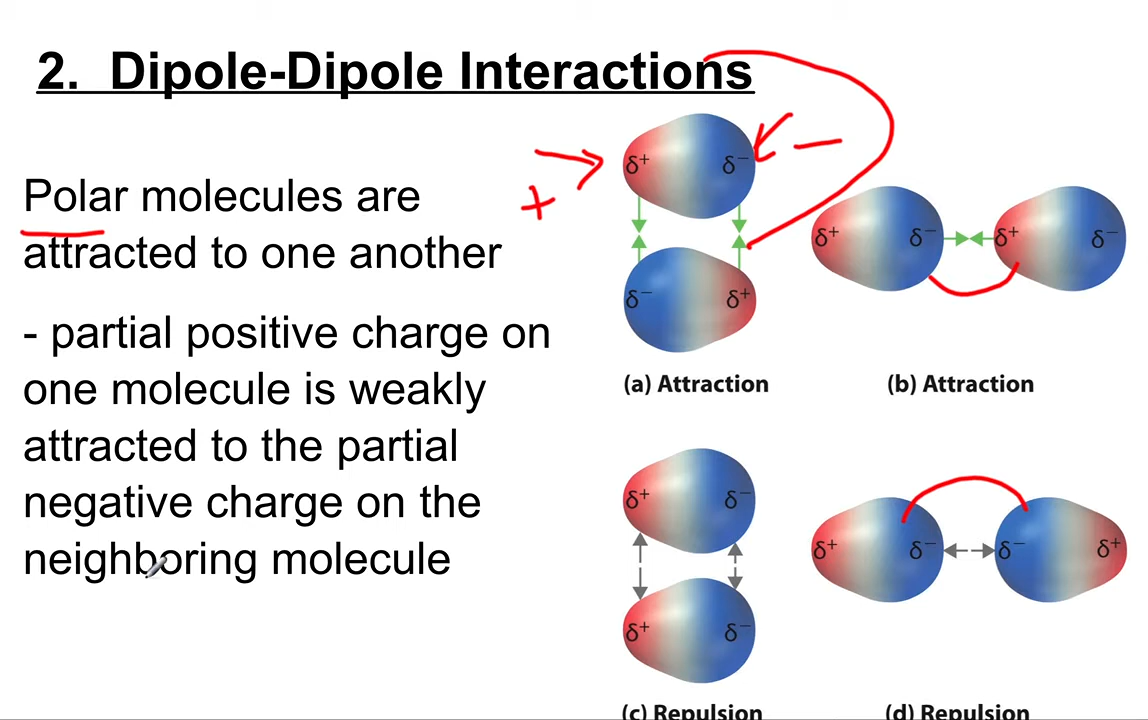 2. Dipole-Dipole Interactions
Polar molecules are
attracted to one another
- partial positive charge on
one molecule is weakly
attracted to the partial
negative charge on the
neighboring molecule
+
−
δ+ δ−
δ− δ+
(a) Attraction
δ+ δ− δ+ δ−
(b) Attraction
δ+ δ−
δ+ δ−
(c) Repulsion
δ+ δ− δ− δ+
(d) Repulsion